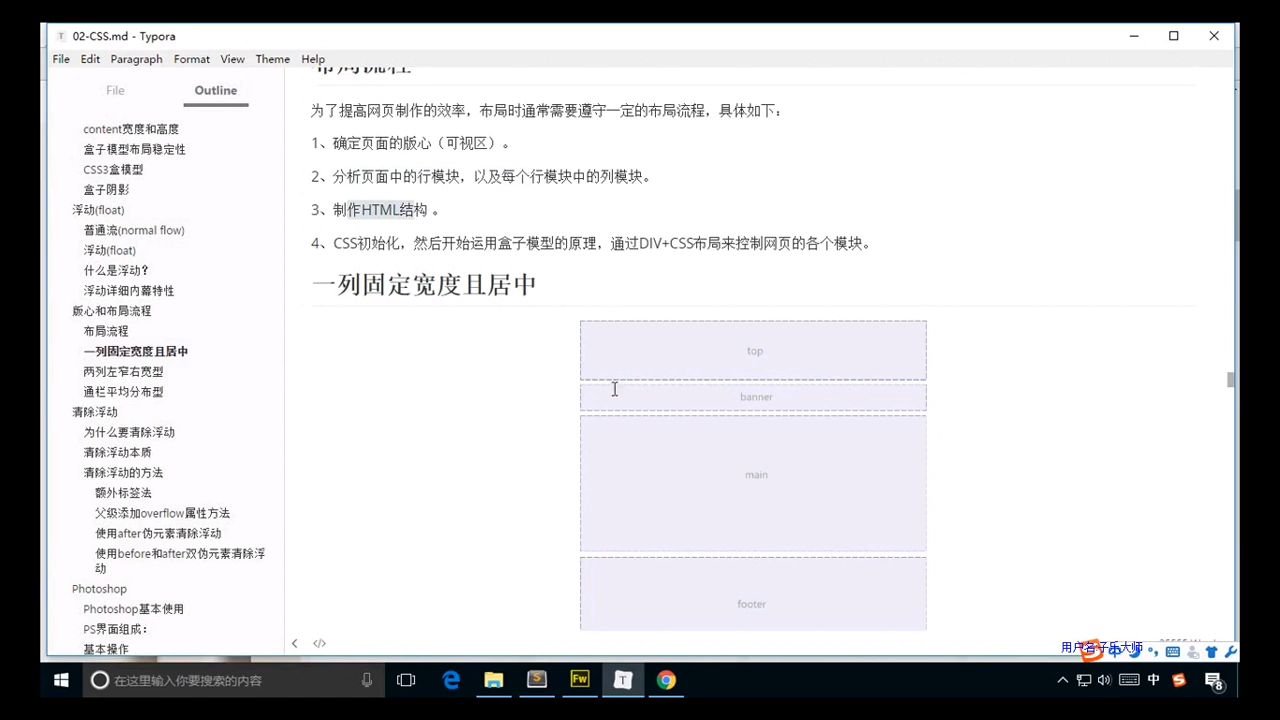 02-CSS.md - Typora
File Edit Paragraph Format View Theme Help
File Outline
content宽度和高度
盒子模型布局稳定性
CSS3盒模型
盒子阴影
浮动(float)
普通流(normal flow)
浮动(float)
什么是浮动？
浮动详细内幕特性
版心和布局流程
布局流程
一列固定宽度且居中
两列左窄右宽型
通栏平均分布型
清除浮动
为什么要清除浮动
清除浮动本质
清除浮动的方法
额外标签法
父级添加overflow属性方法
使用after伪元素清除浮动
使用before和after双伪元素清除浮
动
Photoshop
Photoshop基本使用
PS界面组成：
基本操作
布局流程
为了提高网页制作的效率，布局时通常需要遵守一定的布局流程，具体如下：
1、确定页面的版心（可视区）。
2、分析页面中的行模块，以及每个行模块中的列模块。
3、制作HTML结构 。
4、CSS初始化，然后开始运用盒子模型的原理，通过DIV+CSS布局来控制网页的各个模块。
一列固定宽度且居中
top
banner
main
footer
用户名子乐大师
中
在这里输入你要搜索的内容
Fw
T
中
8